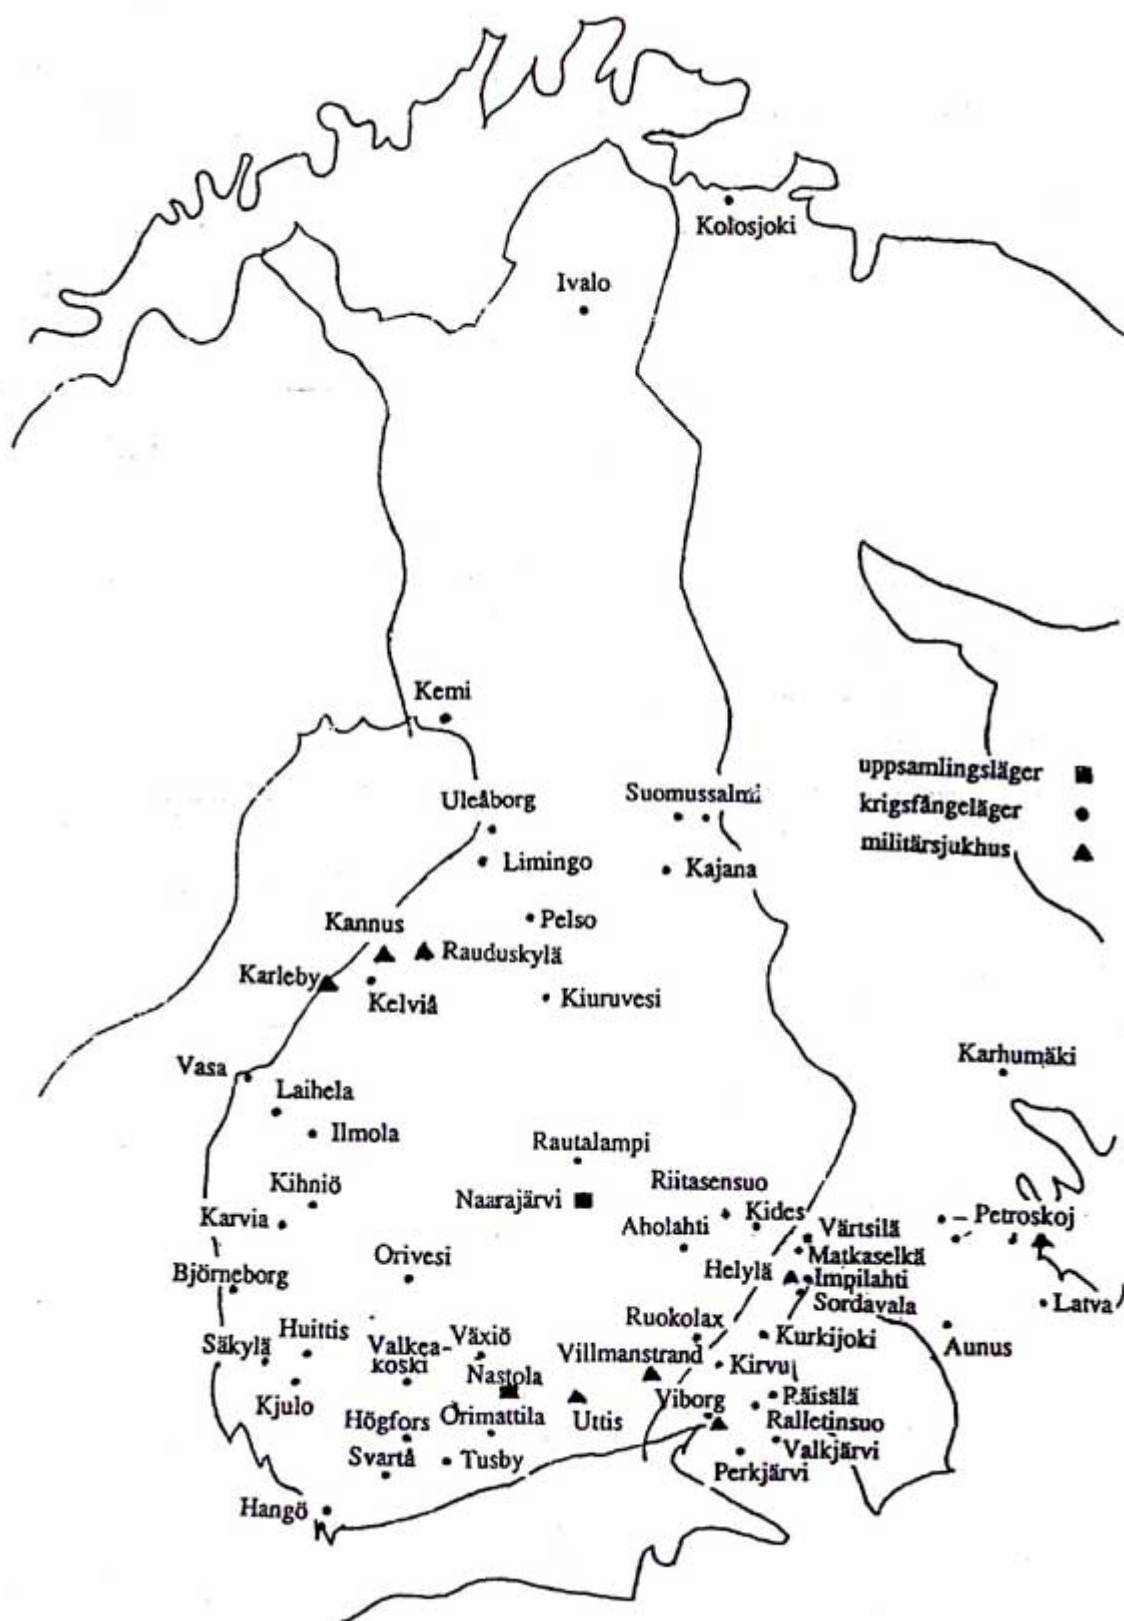 Kolosjoki
Ivalo
Kemi
uppsamlingsläger
Uleåborg
Suomussalmi
krigsfångeläger
militärsjukhus
Limingo
Kajana
Pelso
Kannus
Rauduskylä
Karleby
Kelviå
Kiuruvesi
Karhumäki
Vasa
Laihela
Ilmola
Rautalampi
Kihniö
Riitasensuo
Naarajärvi
Karvia
Kides
Petroskoj
Aholahti
Värtsilä
Orivesi
Matkaselkä
Björneborg
Helylä
Impilahti
Sordavala
Latva
Ruokolax
Kurkijoki
Huittis
Växiö
Säkylä
Valkea-
koski
Villmanstrand
Aunus
Kirvu
Nastola
Kjulo
Räisälä
Viborg
Högfors
Orimattila
Uttis
Ralletinsuo
Valkjärvi
Svartå
Tusby
Perkjärvi
Hangö